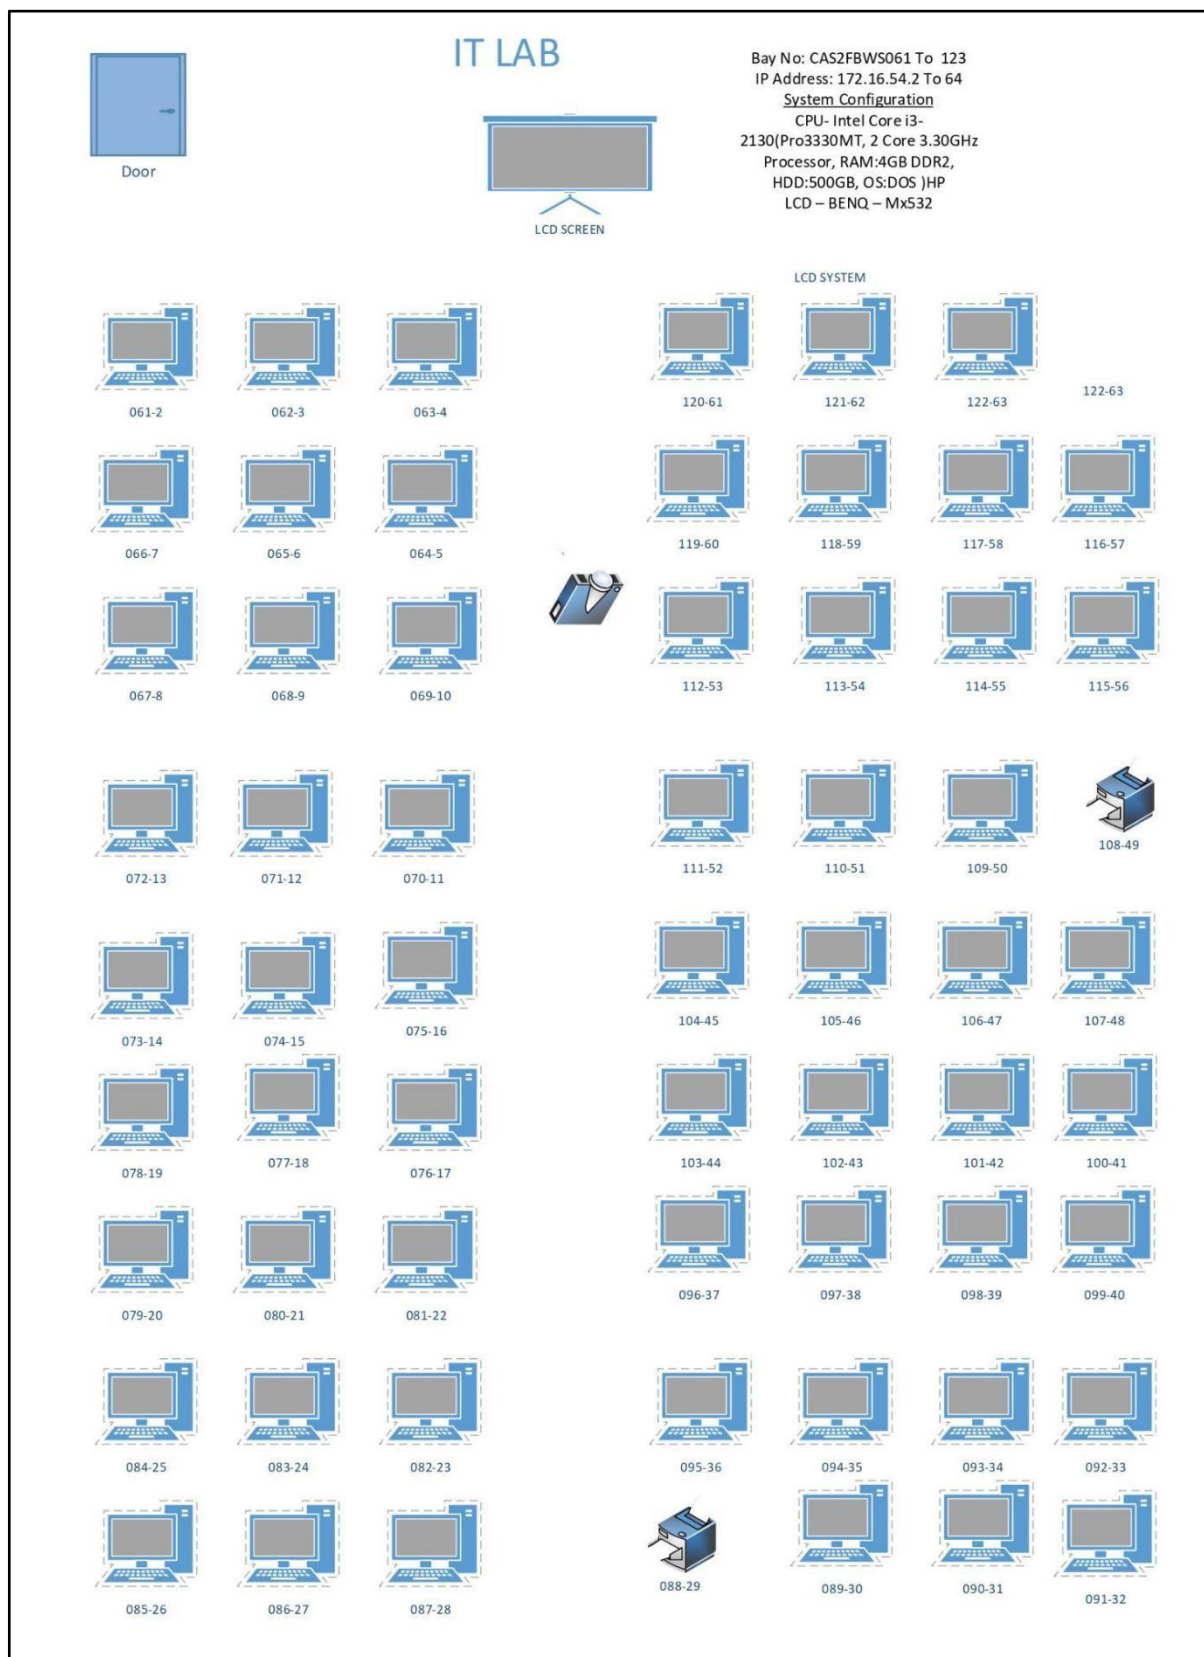 IT LAB
Bay No: CAS2FBWS061 To 123
IP Address: 172.16.54.2 To 64
System Configuration
CPU- Intel Core i3-
2130(Pro3330MT, 2 Core 3.30GHz
Processor, RAM:4GB DDR2,
HDD:500GB, OS:DOS )HP
LCD – BENQ – Mx532
Door
LCD SCREEN
LCD SYSTEM
061-2 062-3 063-4 120-61 121-62 122-63 122-63
066-7 065-6 064-5 119-60 118-59 117-58 116-57
067-8 068-9 069-10 112-53 113-54 114-55 115-56
072-13 071-12 070-11 111-52 110-51 109-50 108-49
073-14 074-15 075-16 104-45 105-46 106-47 107-48
078-19 077-18 076-17 103-44 102-43 101-42 100-41
079-20 080-21 081-22 096-37 097-38 098-39 099-40
084-25 083-24 082-23 095-36 094-35 093-34 092-33
085-26 086-27 087-28 088-29 089-30 090-31 091-32